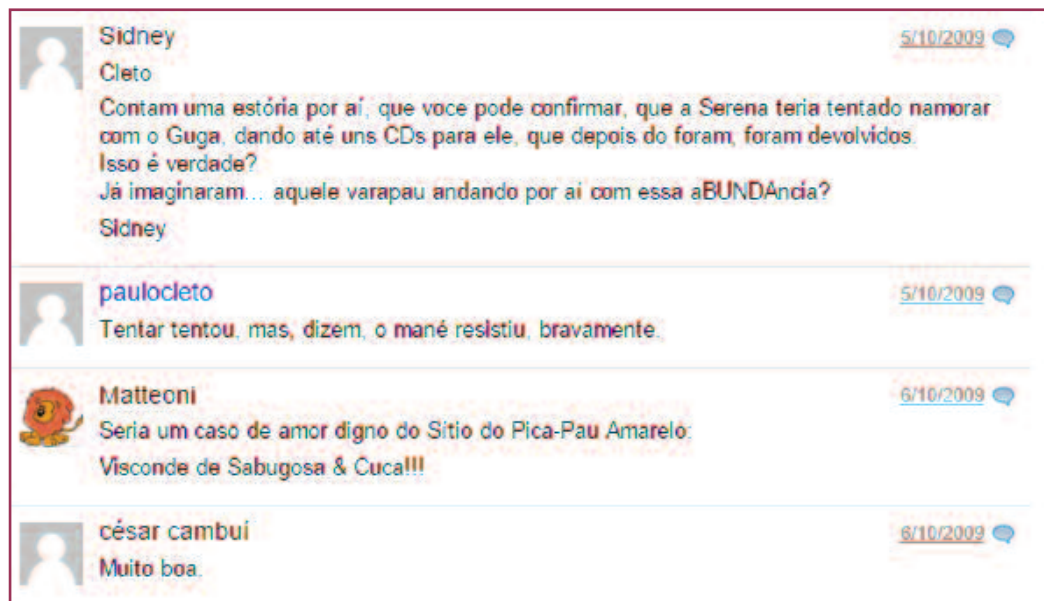 Sidney
5/10/2009
Cleto
Contam uma estória por aí, que voce pode confirmar, que a Serena teria tentado namorar
com o Guga, dando até uns CDs para ele, que depois do foram, foram devolvidos.
Isso é verdade?
Já imaginaram... aquele varapau andando por ai com essa aBUNDAncia?
Sidney
paulocleto
5/10/2009
Tentar tentou, mas, dizem, o mané resistiu, bravamente.
Matteoni
6/10/2009
Seria um caso de amor digno do Sítio do Pica-Pau Amarelo:
Visconde de Sabugosa & Cuca!!!
césar cambuí
6/10/2009
Muito boa.